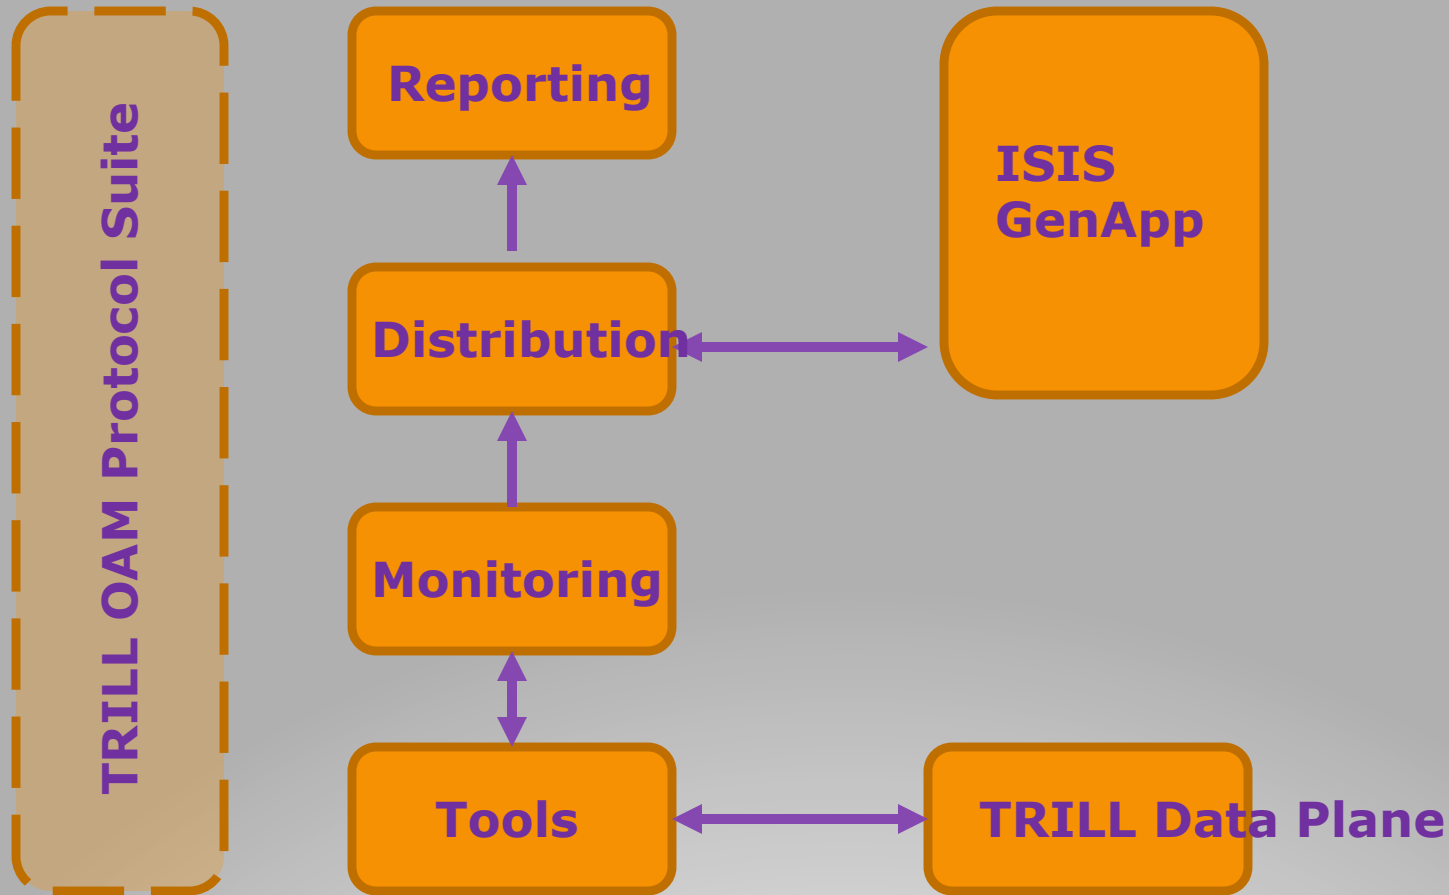 TRILL OAM Protocol Suite
Reporting
ISIS
GenApp
Distribution
Monitoring
Tools
TRILL Data Plane